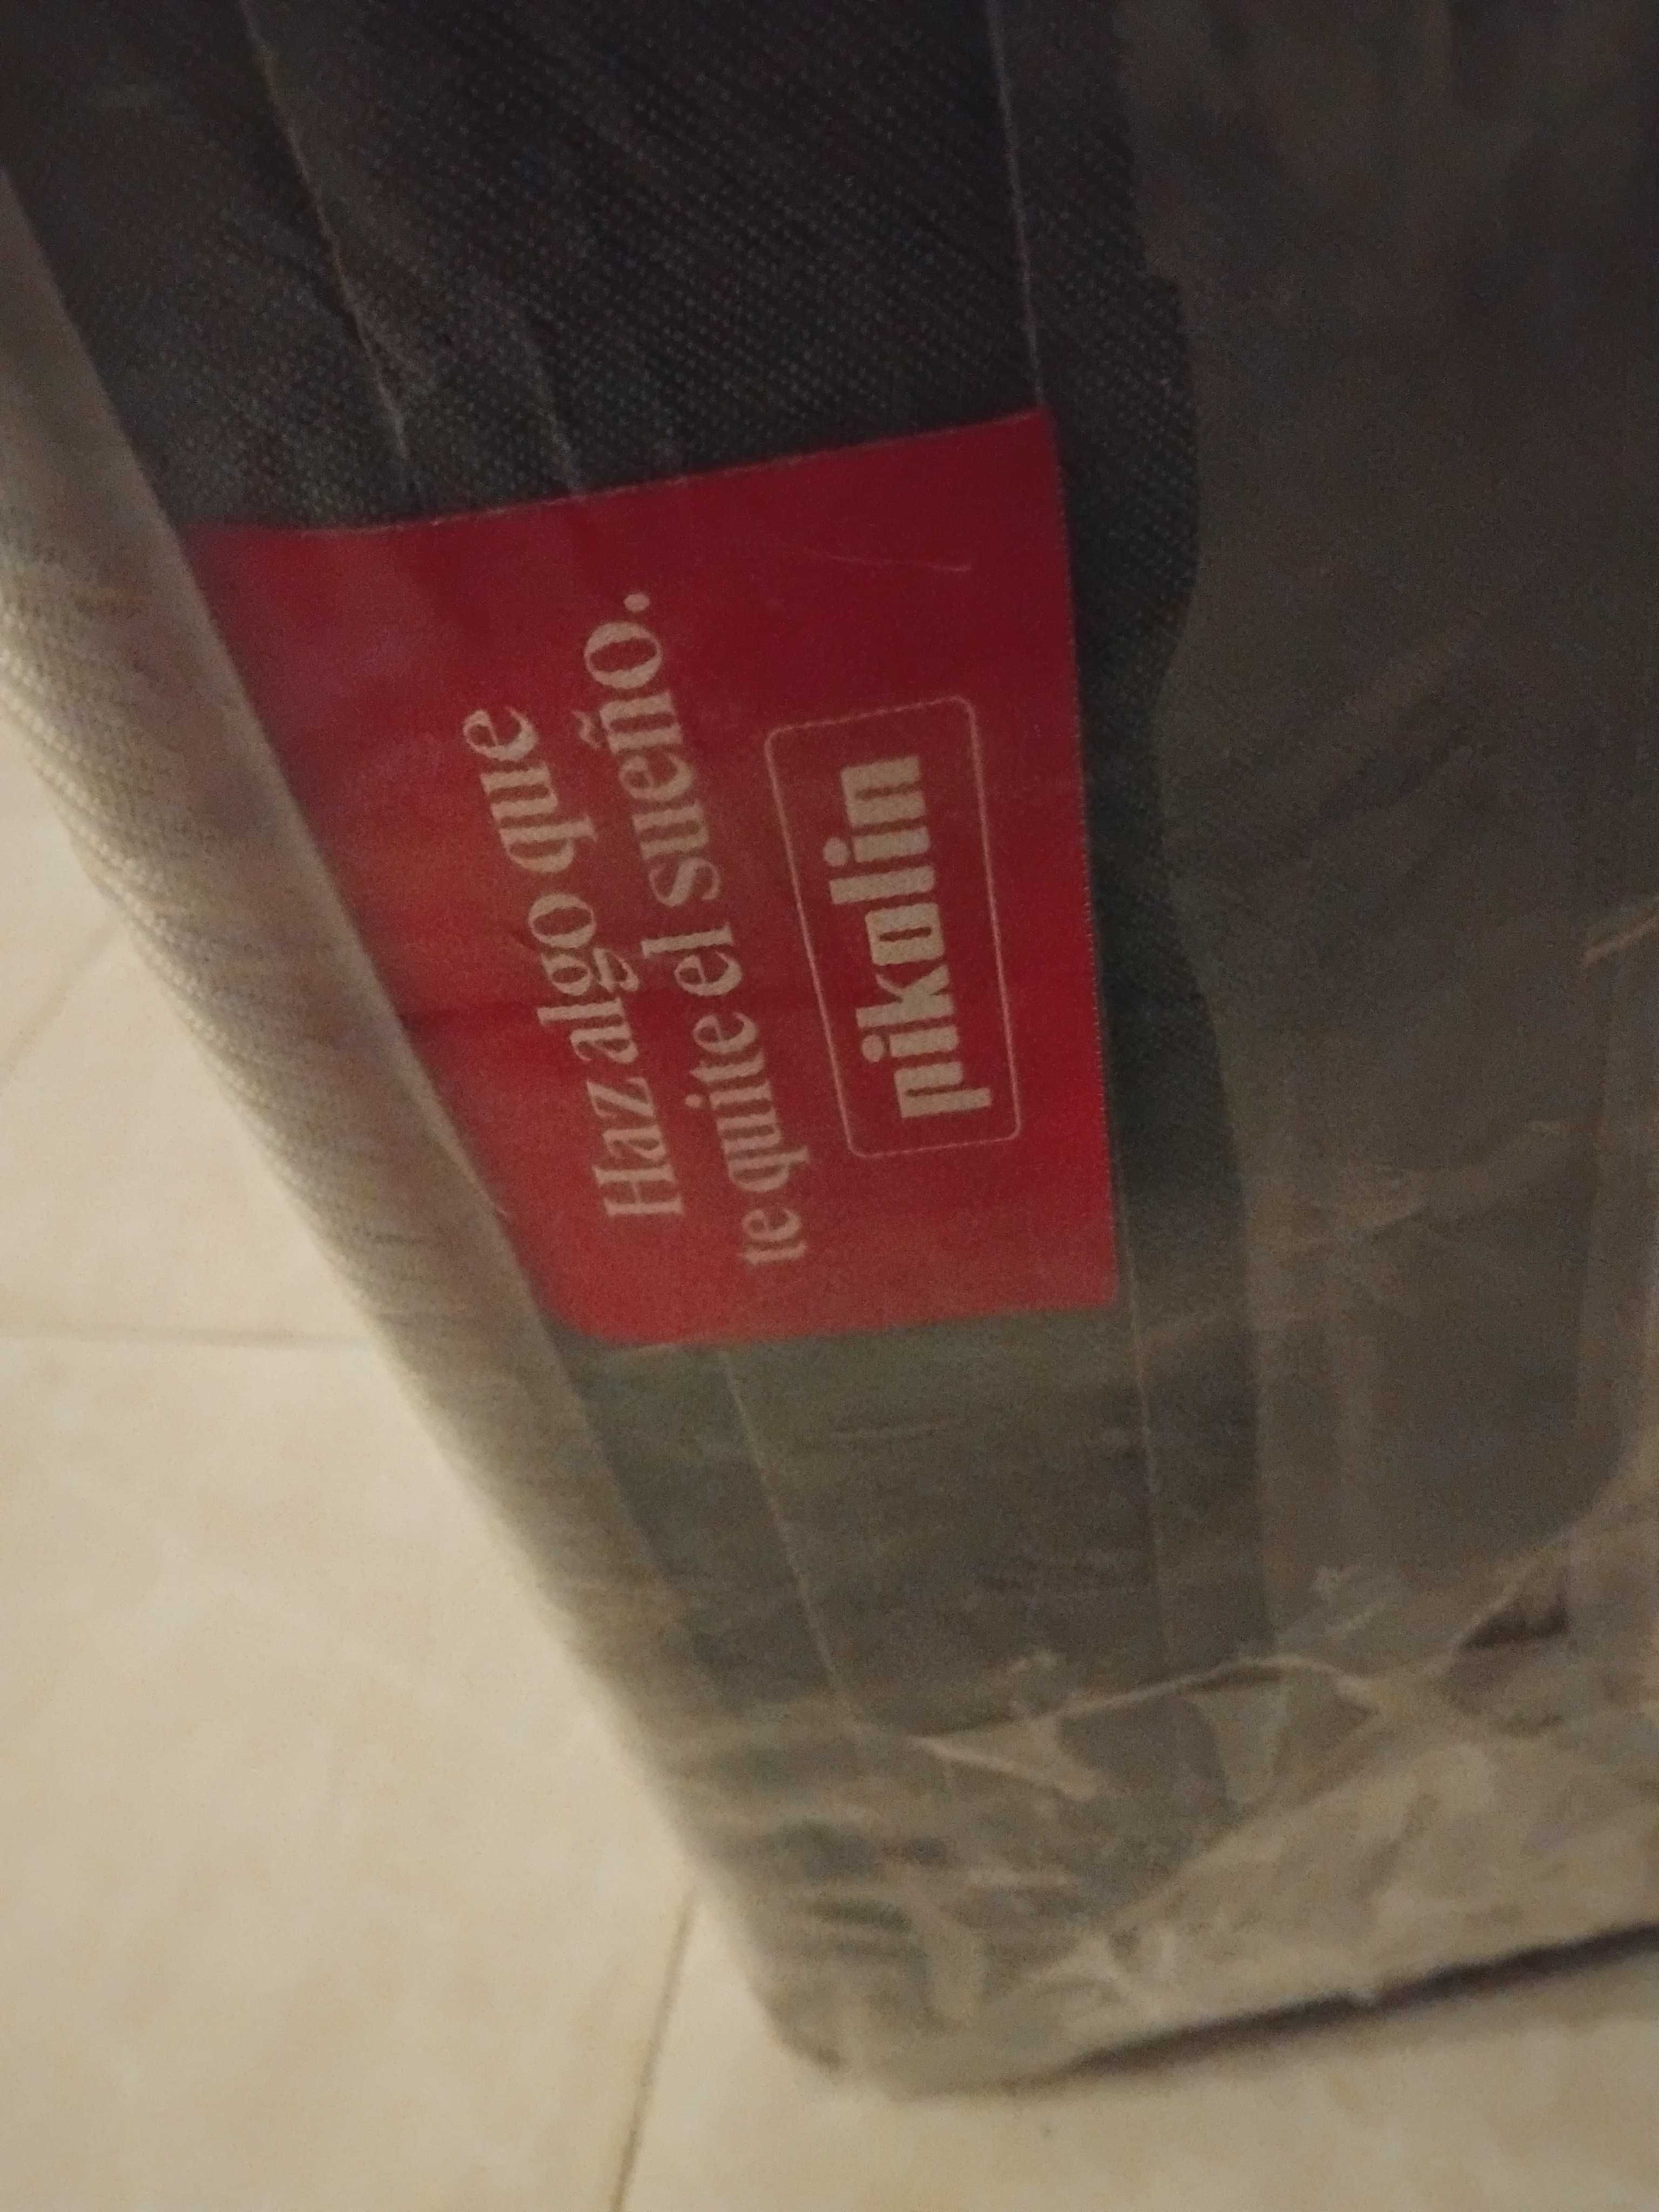 Haz algo que
te quite el sueño.
pikolin